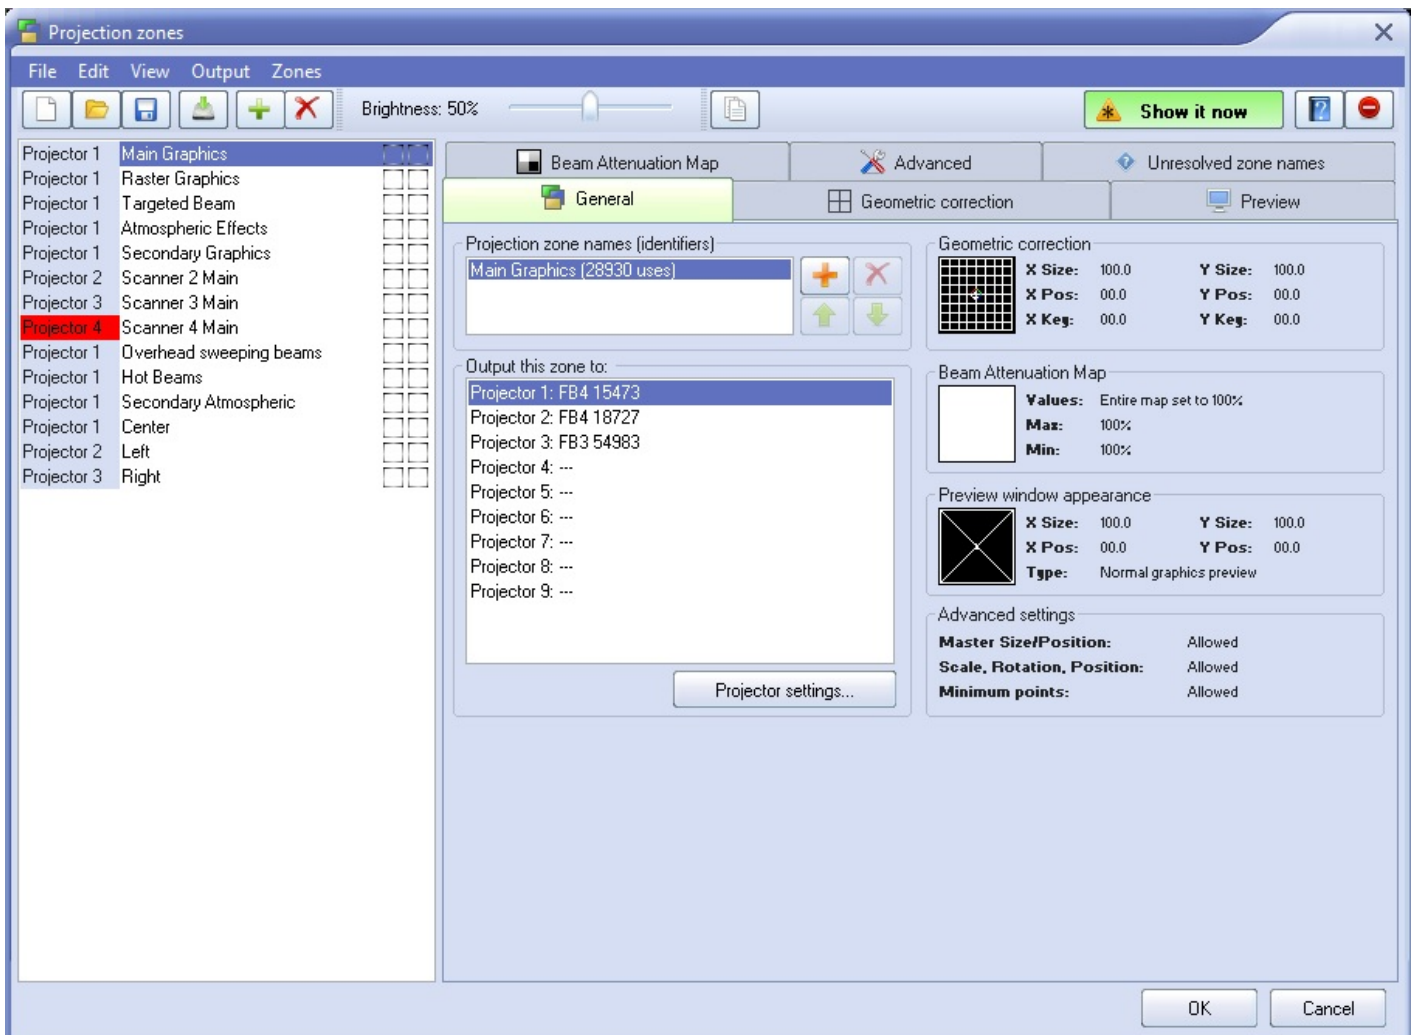 Projection zones
File Edit View Output Zones
Brightness: 50%
Show it now
Projector 1 Main Graphics
Projector 1 Raster Graphics
Projector 1 Targeted Beam
Projector 1 Atmospheric Effects
Projector 1 Secondary Graphics
Projector 2 Scanner 2 Main
Projector 3 Scanner 3 Main
Projector 4 Scanner 4 Main
Projector 1 Overhead sweeping beams
Projector 1 Hot Beams
Projector 1 Secondary Atmospheric
Projector 1 Center
Projector 2 Left
Projector 3 Right
Beam Attenuation Map Advanced Unresolved zone names
General Geometric correction Preview
Projection zone names (identifiers)
Main Graphics (28930 uses)
Output this zone to:
Projector 1: FB4 15473
Projector 2: FB4 18727
Projector 3: FB3 54983
Projector 4: ---
Projector 5: ---
Projector 6: ---
Projector 7: ---
Projector 8: ---
Projector 9: ---
Projector settings...
Geometric correction
X Size: 100.0 Y Size: 100.0
X Pos: 00.0 Y Pos: 00.0
X Key: 00.0 Y Key: 00.0
Beam Attenuation Map
Values: Entire map set to 100%
Max: 100%
Min: 100%
Preview window appearance
X Size: 100.0 Y Size: 100.0
X Pos: 00.0 Y Pos: 00.0
Type: Normal graphics preview
Advanced settings
Master Size/Position: Allowed
Scale, Rotation, Position: Allowed
Minimum points: Allowed
OK Cancel